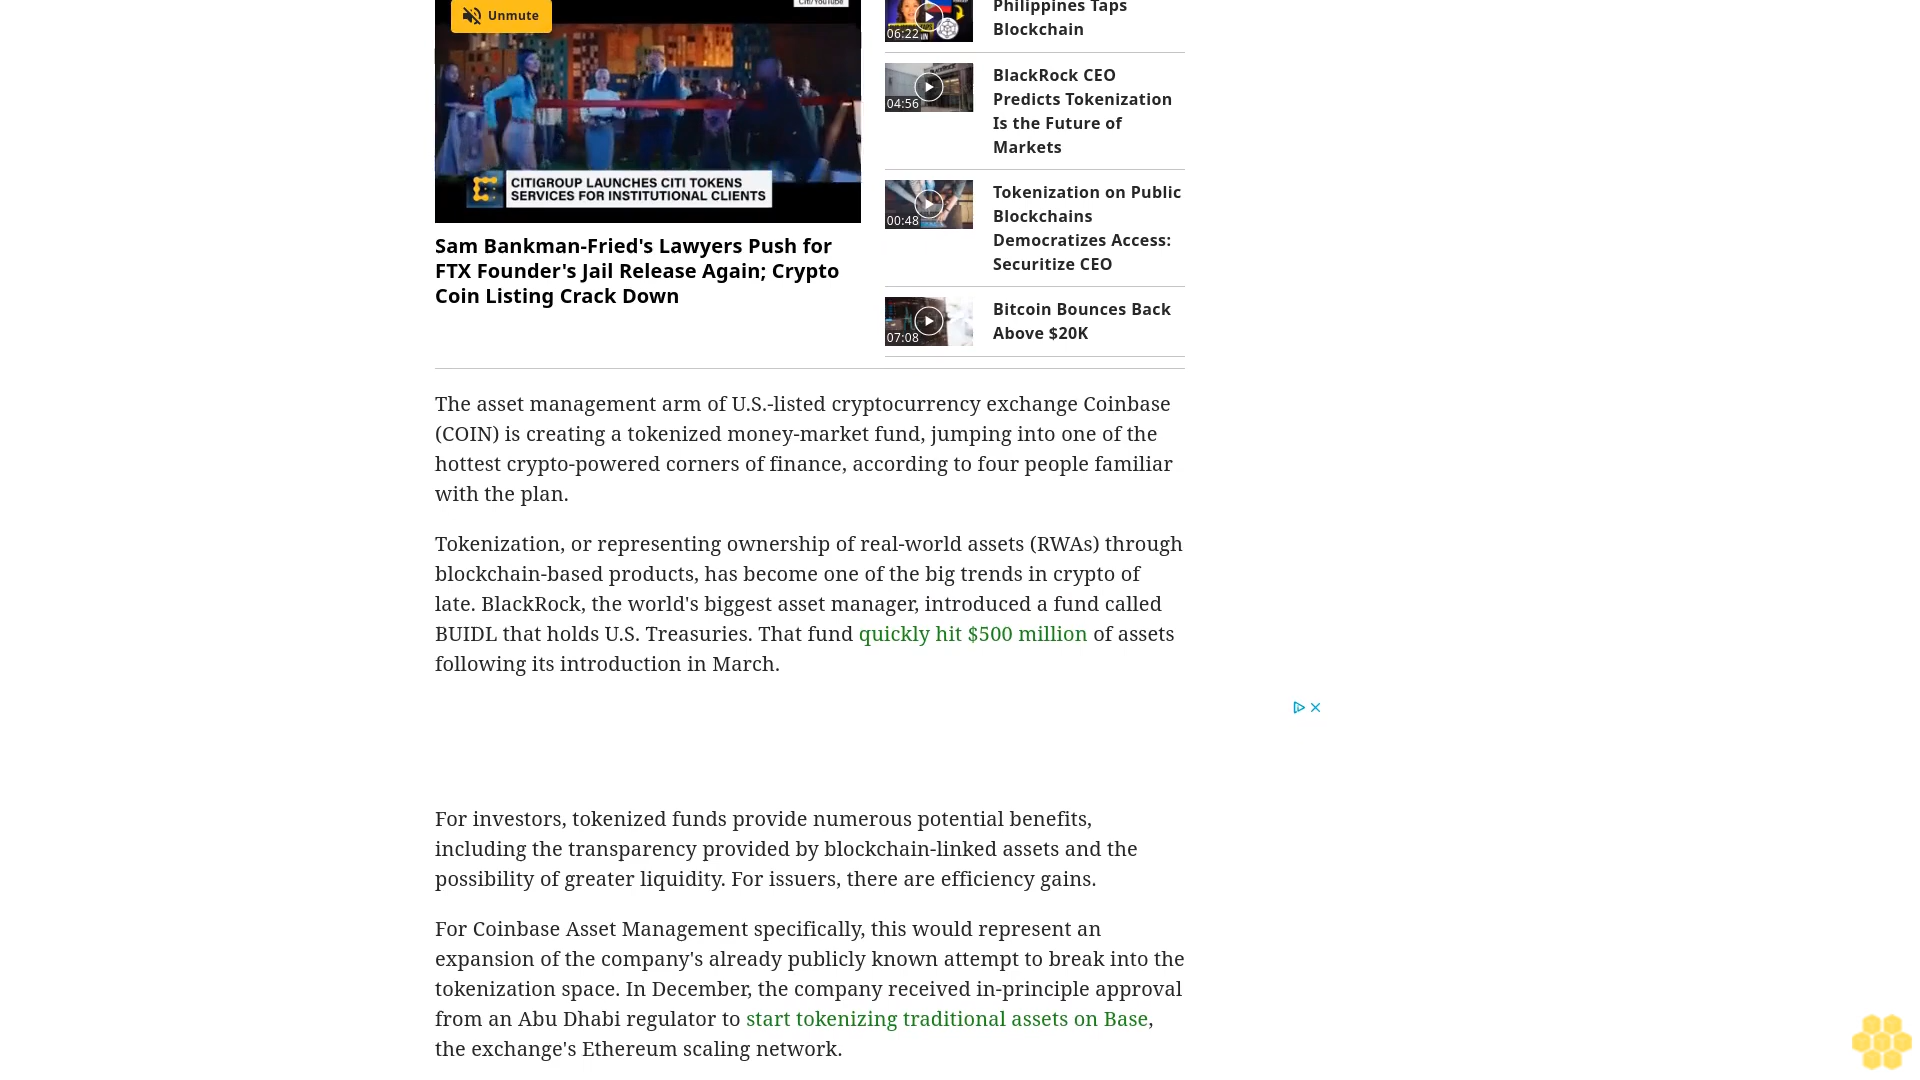 Citi/YouTube
Unmute
CITIGROUP LAUNCHES CITI TOKENS
SERVICES FOR INSTITUTIONAL CLIENTS
Sam Bankman-Fried's Lawyers Push for
FTX Founder's Jail Release Again; Crypto
Coin Listing Crack Down
06:22
Philippines Taps
Blockchain
04:56
BlackRock CEO
Predicts Tokenization
Is the Future of
Markets
00:48
Tokenization on Public
Blockchains
Democratizes Access:
Securitize CEO
07:08
Bitcoin Bounces Back
Above $20K
The asset management arm of U.S.-listed cryptocurrency exchange Coinbase
(COIN) is creating a tokenized money-market fund, jumping into one of the
hottest crypto-powered corners of finance, according to four people familiar
with the plan.
Tokenization, or representing ownership of real-world assets (RWAs) through
blockchain-based products, has become one of the big trends in crypto of
late. BlackRock, the world's biggest asset manager, introduced a fund called
BUIDL that holds U.S. Treasuries. That fund quickly hit $500 million of assets
following its introduction in March.
For investors, tokenized funds provide numerous potential benefits,
including the transparency provided by blockchain-linked assets and the
possibility of greater liquidity. For issuers, there are efficiency gains.
For Coinbase Asset Management specifically, this would represent an
expansion of the company's already publicly known attempt to break into the
tokenization space. In December, the company received in-principle approval
from an Abu Dhabi regulator to start tokenizing traditional assets on Base,
the exchange's Ethereum scaling network.